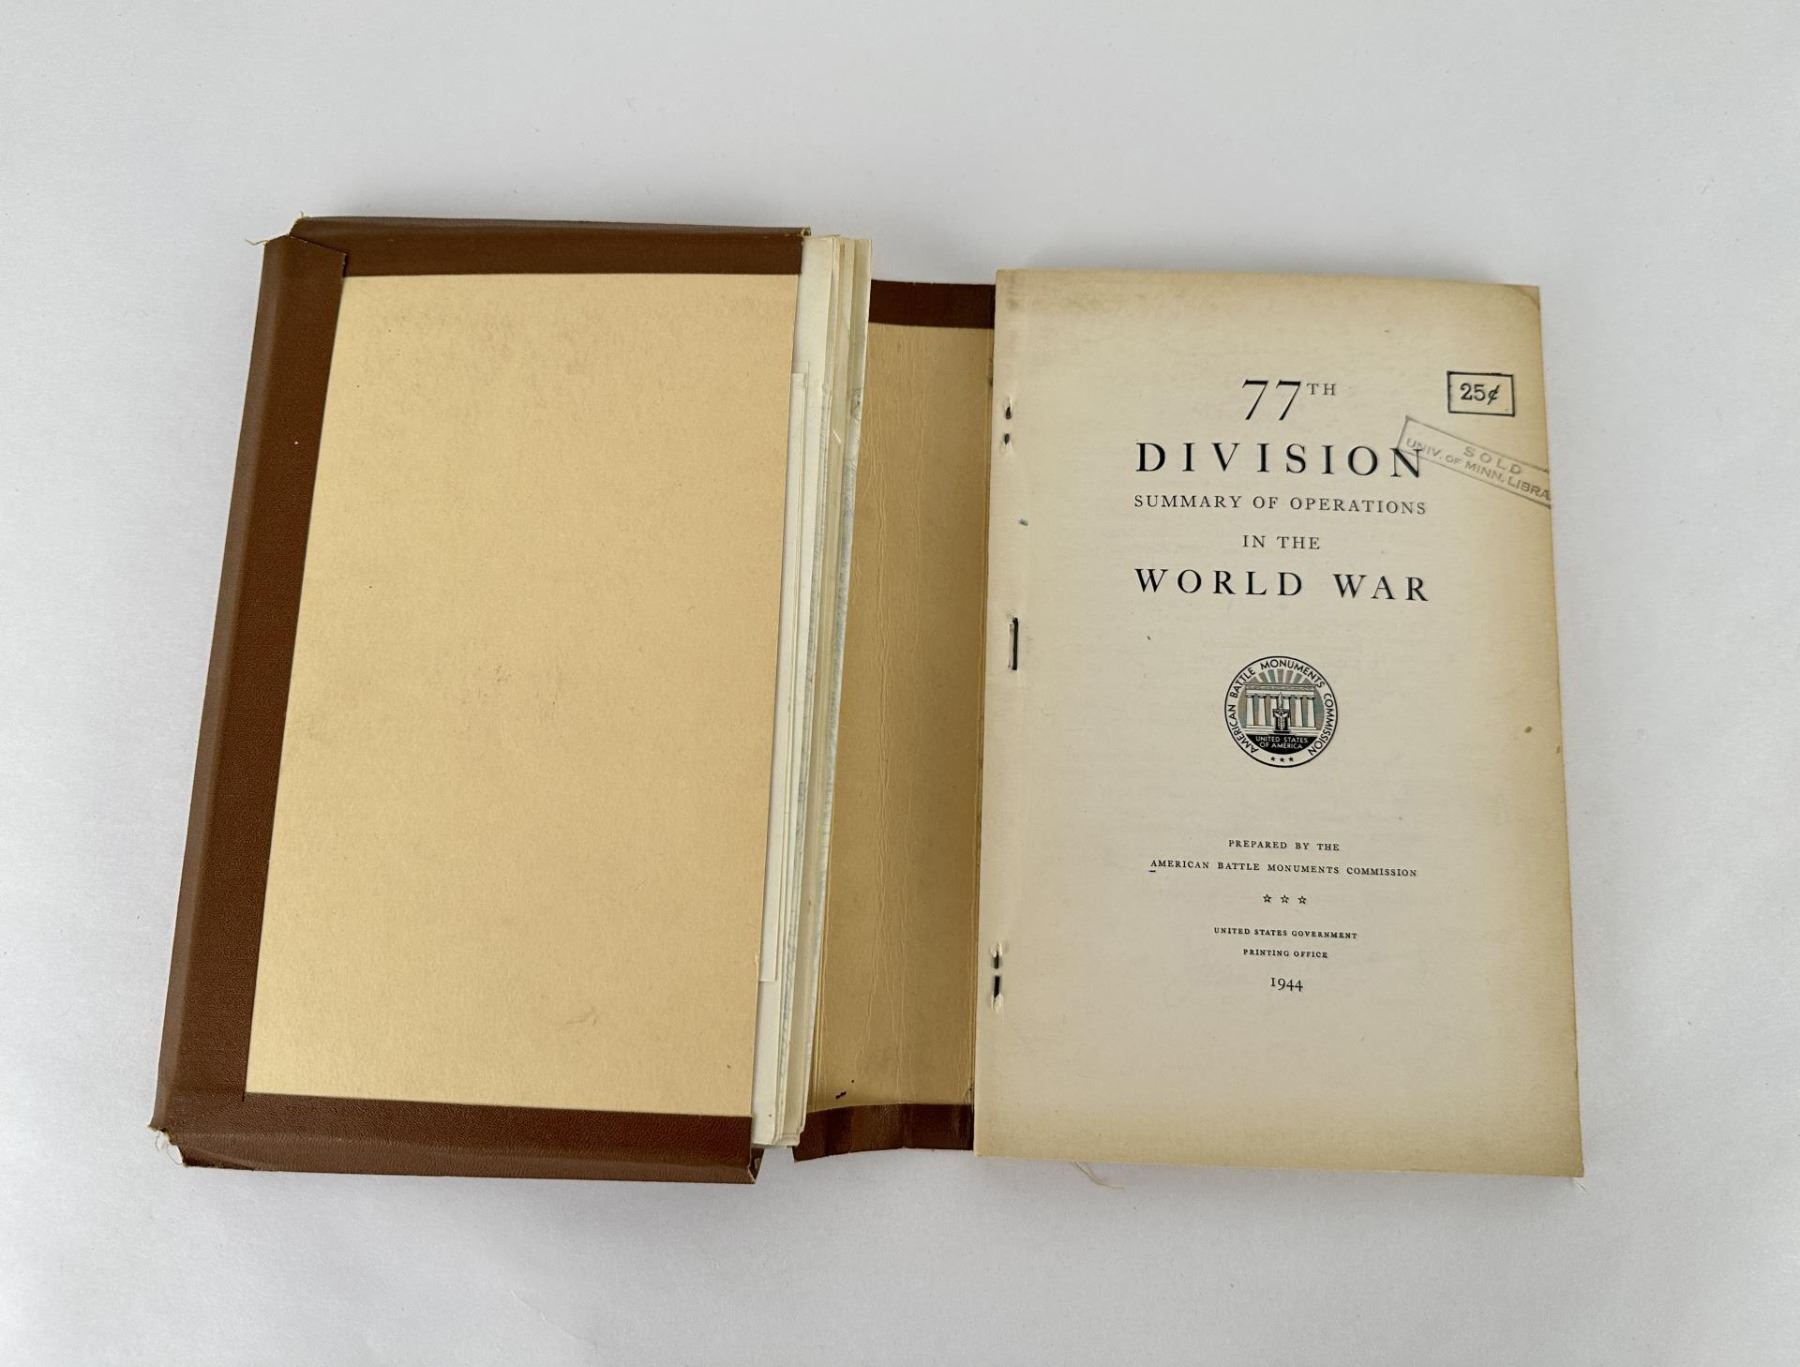 77TH
DIVISION
SUMMARY OF OPERATIONS
IN THE
WORLD WAR
25¢
SOLD
UNIV. OF MINN. LIBRA
AMERICAN BATTLE MONUMENTS COMMISSION
UNITED STATES
OF AMERICA
PREPARED BY THE
AMERICAN BATTLE MONUMENTS COMMISSION
☆ ☆ ☆
UNITED STATES GOVERNMENT
PRINTING OFFICE
1944